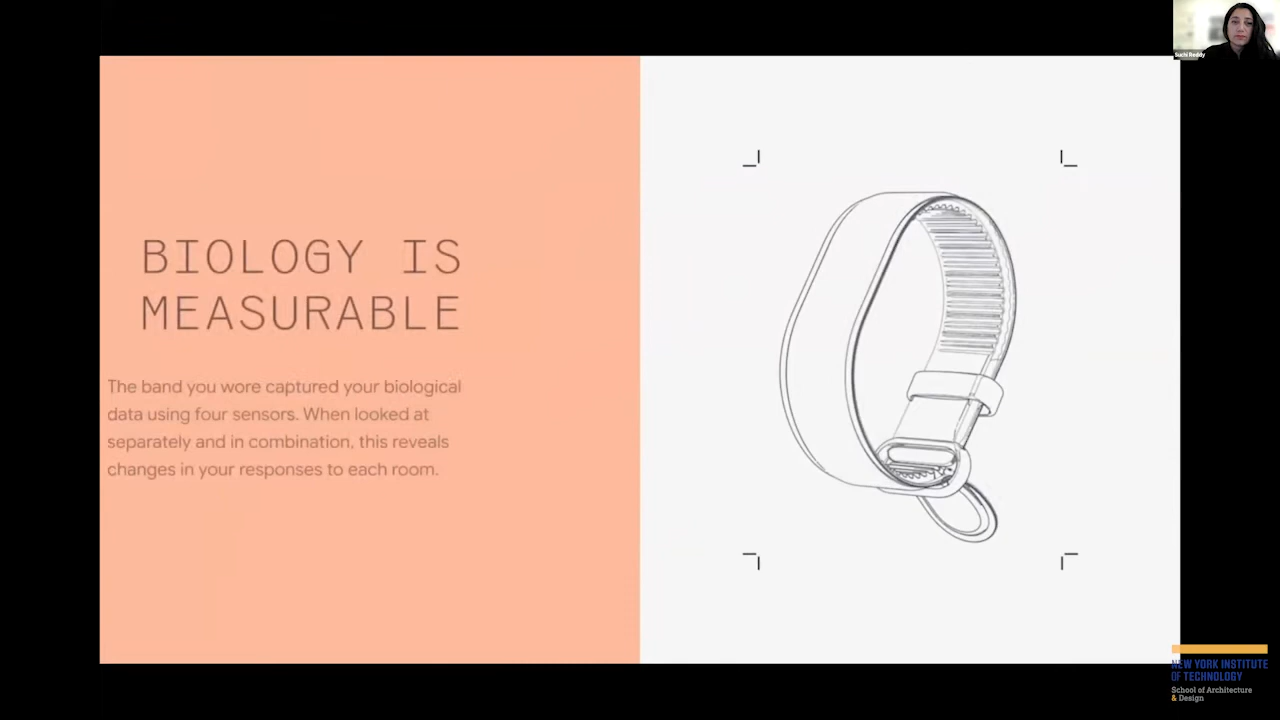 Suchi Reddy
BIOLOGY IS
MEASURABLE
The band you wore captured your biological
data using four sensors. When looked at
separately and in combination, this reveals
changes in your responses to each room.
NEW YORK INSTITUTE
OF TECHNOLOGY
School of Architecture
& Design